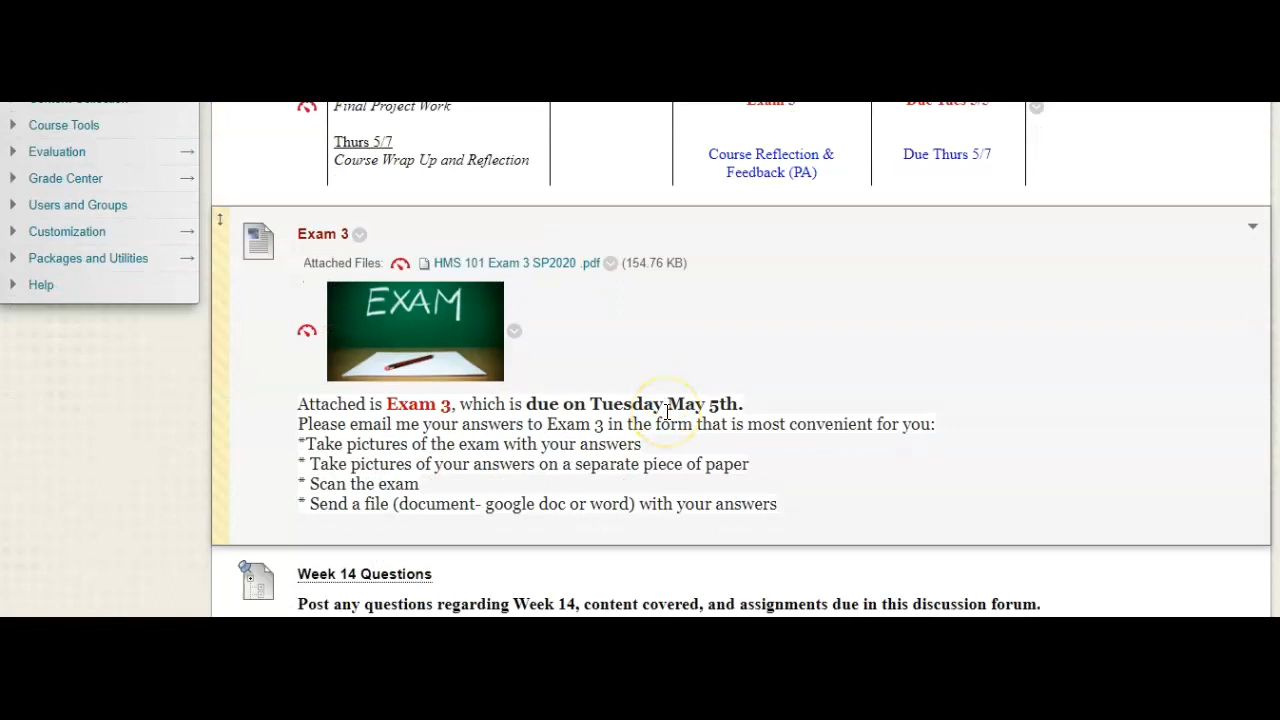 Final Project Work
Thurs 5/7
Course Wrap Up and Reflection
Course Reflection &
Feedback (PA)
Due Thurs 5/7
Course Tools
Evaluation
Grade Center
Users and Groups
Customization
Packages and Utilities
Help
Exam 3
Attached Files: HMS 101 Exam 3 SP2020 .pdf (154.76 KB)
EXAM
Attached is Exam 3, which is due on Tuesday May 5th.
Please email me your answers to Exam 3 in the form that is most convenient for you:
*Take pictures of the exam with your answers
* Take pictures of your answers on a separate piece of paper
* Scan the exam
* Send a file (document- google doc or word) with your answers
Week 14 Questions
Post any questions regarding Week 14, content covered, and assignments due in this discussion forum.